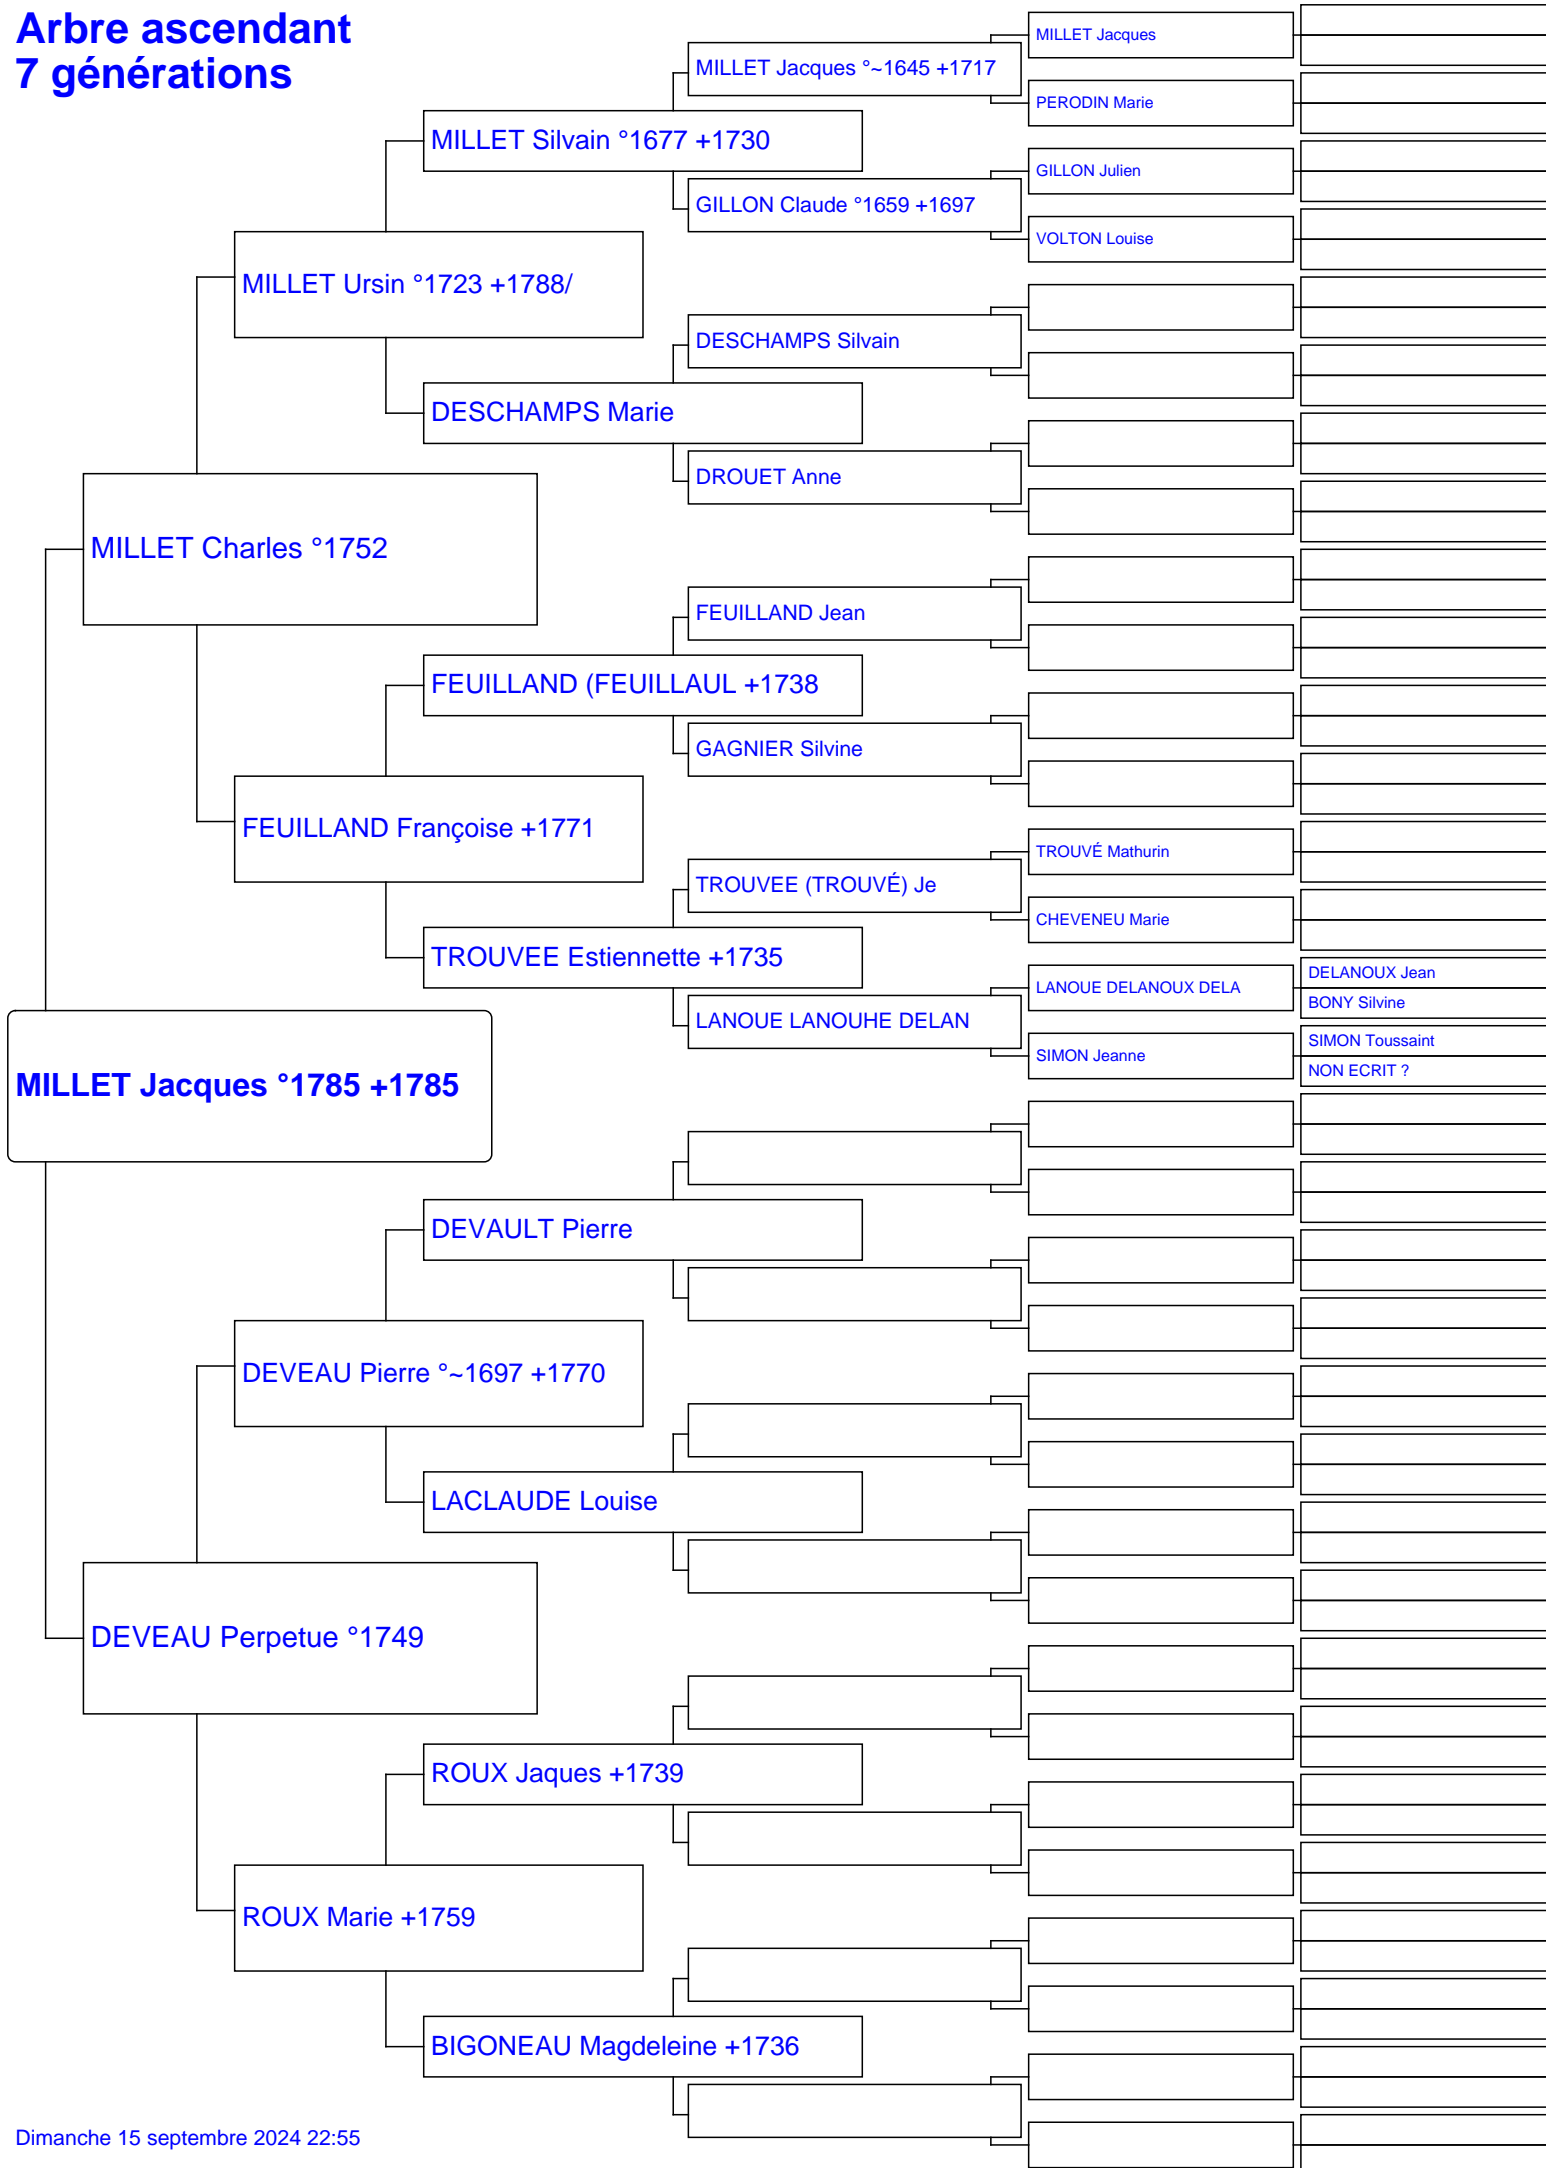 Arbre ascendant
7 générations
MILLET Jacques
MILLET Jacques °~1645 +1717
PERODIN Marie
MILLET Silvain °1677 +1730
GILLON Julien
GILLON Claude °1659 +1697
VOLTON Louise
MILLET Ursin °1723 +1788/
DESCHAMPS Silvain
DESCHAMPS Marie
DROUET Anne
MILLET Charles °1752
FEUILLAND Jean
FEUILLAND (FEUILLAUL +1738
GAGNIER Silvine
FEUILLAND Françoise +1771
TROUVÉ Mathurin
TROUVEE (TROUVÉ) Je
CHEVENEU Marie
TROUVEE Estiennette +1735
DELANOUX Jean
LANOUE DELANOUX DELA
BONY Silvine
LANOUE LANOUHE DELAN
SIMON Toussaint
SIMON Jeanne
NON ECRIT ?
MILLET Jacques °1785 +1785
DEVAULT Pierre
DEVEAU Pierre °~1697 +1770
LACLAUDE Louise
DEVEAU Perpetue °1749
ROUX Jaques +1739
ROUX Marie +1759
BIGONEAU Magdeleine +1736
Dimanche 15 septembre 2024 22:55